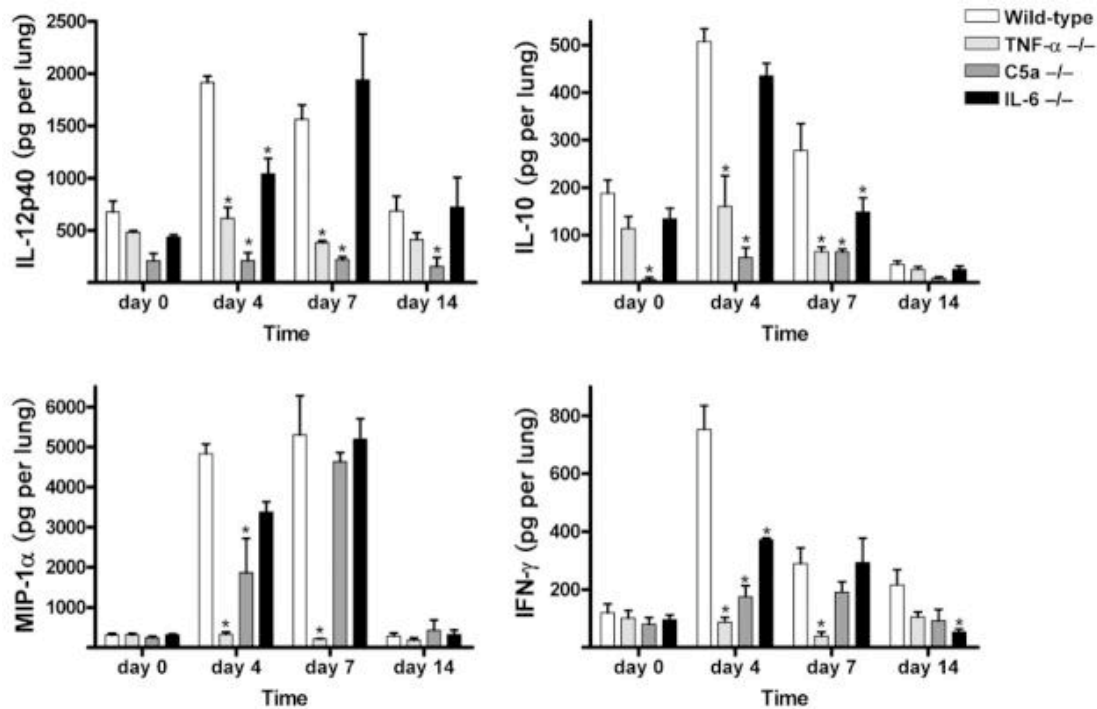 IL-12p40 (pg per lung)
2500
2000
1500
1000
500
*
*
*
*
*
*
day 0
day 4
day 7
day 14
Time
IL-10 (pg per lung)
500
400
300
200
100
*
*
*
*
*
*
day 0
day 4
day 7
day 14
Time
Wild-type
TNF-α –/–
C5a –/–
IL-6 –/–
MIP-1α (pg per lung)
6000
5000
4000
3000
2000
1000
*
*
*
day 0
day 4
day 7
day 14
Time
IFN-γ (pg per lung)
800
600
400
200
*
*
*
*
*
day 0
day 4
day 7
day 14
Time